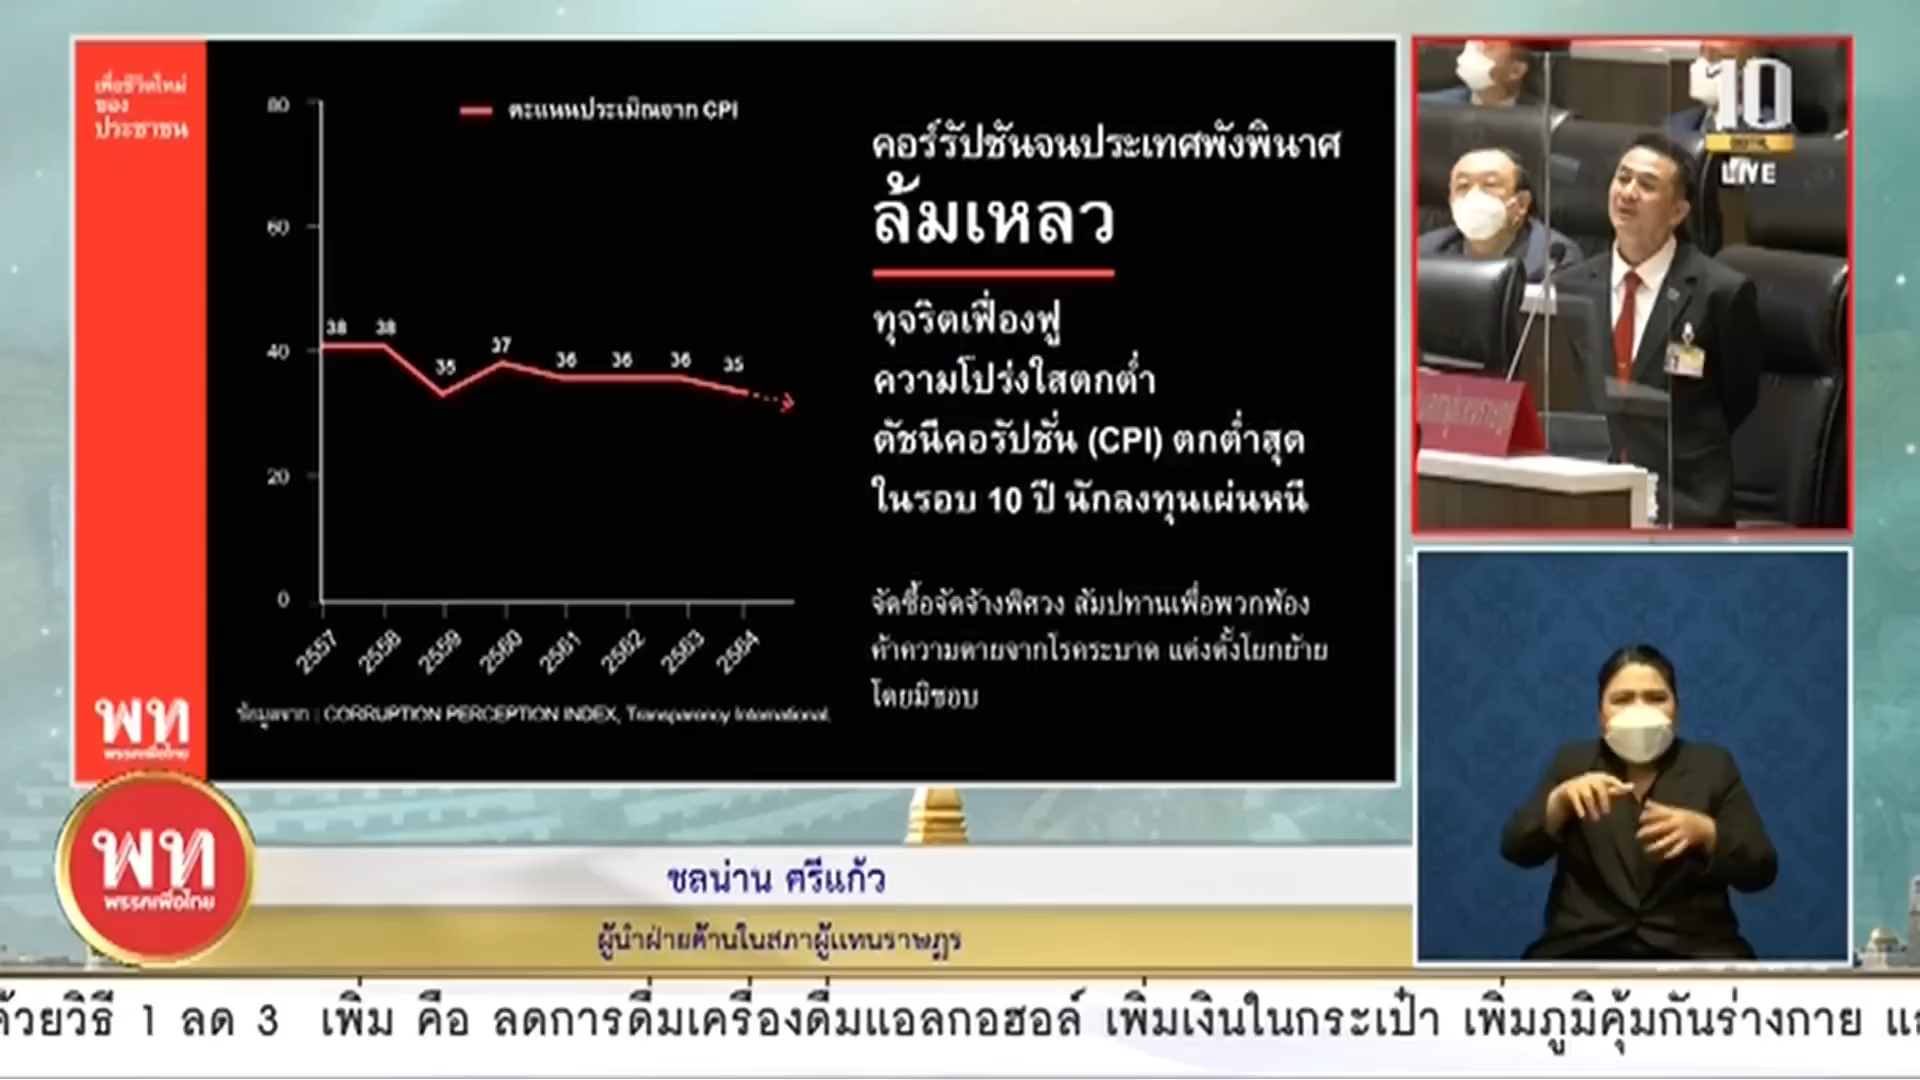 เพื่อชีวิตใหม่
ของ
ประชาชน
พท
พรรคเพื่อไทย
คะแนนประเมินจาก CPI
80
60
40
20
0
38 38 35 37 36 36 36 35
2557 2558 2559 2560 2561 2562 2563 2564
ข้อมูลจาก : CORRUPTION PERCEPTION INDEX, Transparency International,
คอร์รัปชันจนประเทศพังพินาศ
ล้มเหลว
ทุจริตเฟื่องฟู
ความโปร่งใสตกต่ำ
ดัชนีคอรัปชั่น (CPI) ตกต่ำสุด
ในรอบ 10 ปี นักลงทุนเผ่นหนี
จัดซื้อจัดจ้างพิศวง สัมปทานเพื่อพวกพ้อง
ค้าความตายจากโรคระบาด แต่งตั้งโยกย้าย
โดยมิชอบ
10
LIVE
พท
พรรคเพื่อไทย
ชลน่าน ศรีแก้ว
ผู้นำฝ่ายค้านในสภาผู้แทนราษฎร
ด้วยวิธี 1 ลด 3 เพิ่ม คือ ลดการดื่มเครื่องดื่มแอลกอฮอล์ เพิ่มเงินในกระเป๋า เพิ่มภูมิคุ้มกันร่างกาย